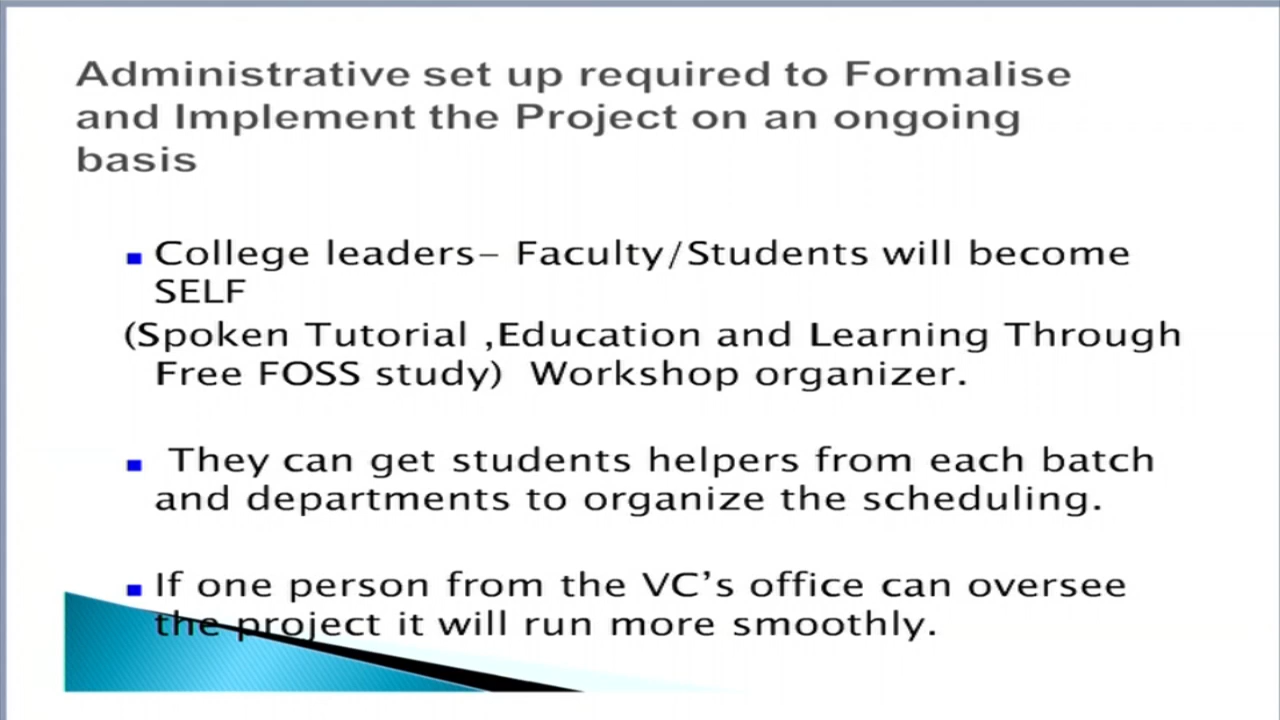 Administrative set up required to Formalise
and Implement the Project on an ongoing
basis
College leaders– Faculty/Students will become
SELF
(Spoken Tutorial ,Education and Learning Through
Free FOSS study) Workshop organizer.
They can get students helpers from each batch
and departments to organize the scheduling.
If one person from the VC’s office can oversee
the project it will run more smoothly.